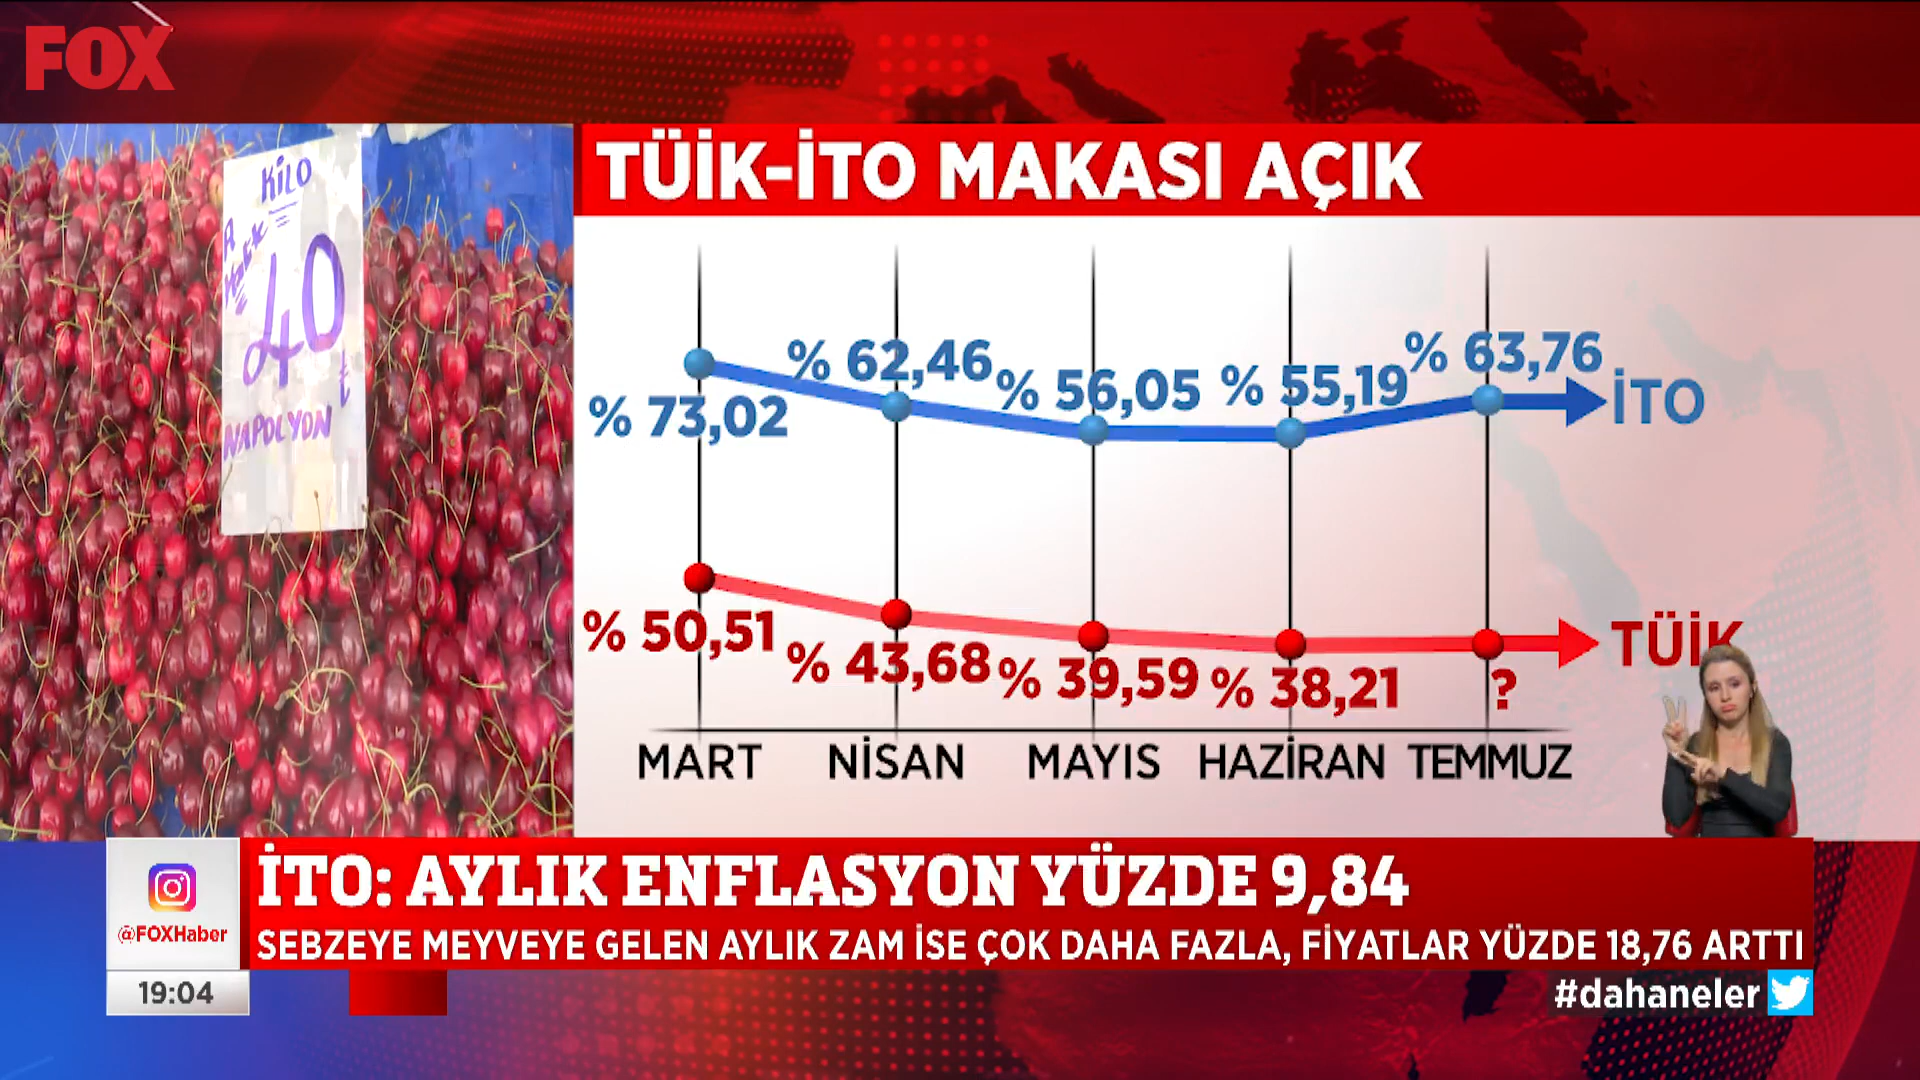 FOX
KiLO
40
NAPOLYON
TÜİK-İTO MAKASI AÇIK
% 73,02
% 62,46
% 56,05
% 55,19
% 63,76
İTO
% 50,51
% 43,68
% 39,59
% 38,21
?
TÜİK
MART NİSAN MAYIS HAZİRAN TEMMUZ
@FOXHaber
İTO: AYLIK ENFLASYON YÜZDE 9,84
SEBZEYE MEYVEYE GELEN AYLIK ZAM İSE ÇOK DAHA FAZLA, FİYATLAR YÜZDE 18,76 ARTTI
19:04
#dahaneler